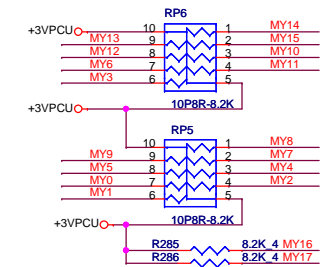 RP6
+3VPCU 10 1 MY14
MY13 9 2 MY15
MY12 8 3 MY10
MY6 7 4 MY11
MY3 6 5
+3VPCU 10P8R-8.2K
RP5
10 1 MY8
MY9 9 2 MY7
MY5 8 3 MY4
MY0 7 4 MY2
MY1 6 5
+3VPCU 10P8R-8.2K
R285 8.2K_4 MY16
R286 8.2K_4 MY17